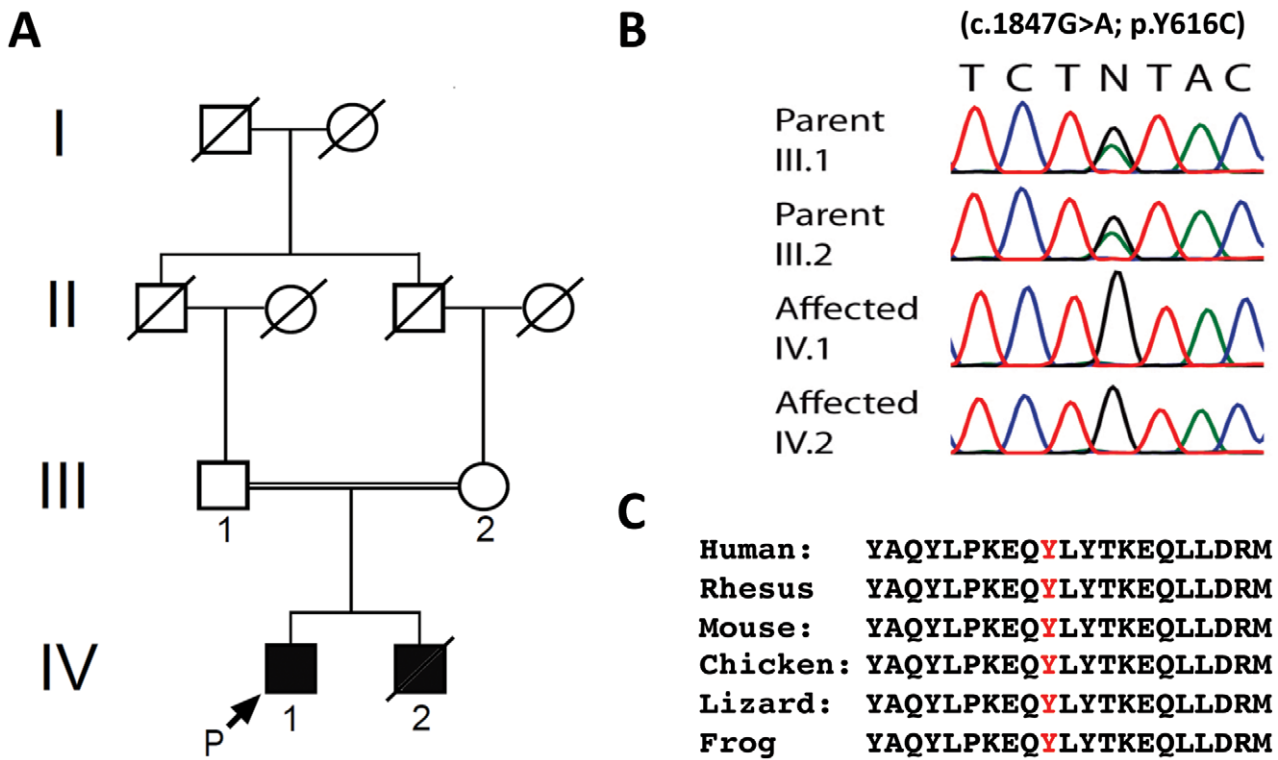 A
I
II
III
1
2
IV
P
1
2
B
(c.1847G>A; p.Y616C)
T C T N T A C
Parent
III.1
Parent
III.2
Affected
IV.1
Affected
IV.2
C
Human: YAQYLPKEQYLYTKEQLLDRM
Rhesus YAQYLPKEQYLYTKEQLLDRM
Mouse: YAQYLPKEQYLYTKEQLLDRM
Chicken: YAQYLPKEQYLYTKEQLLDRM
Lizard: YAQYLPKEQYLYTKEQLLDRM
Frog YAQYLPKEQYLYTKEQLLDRM